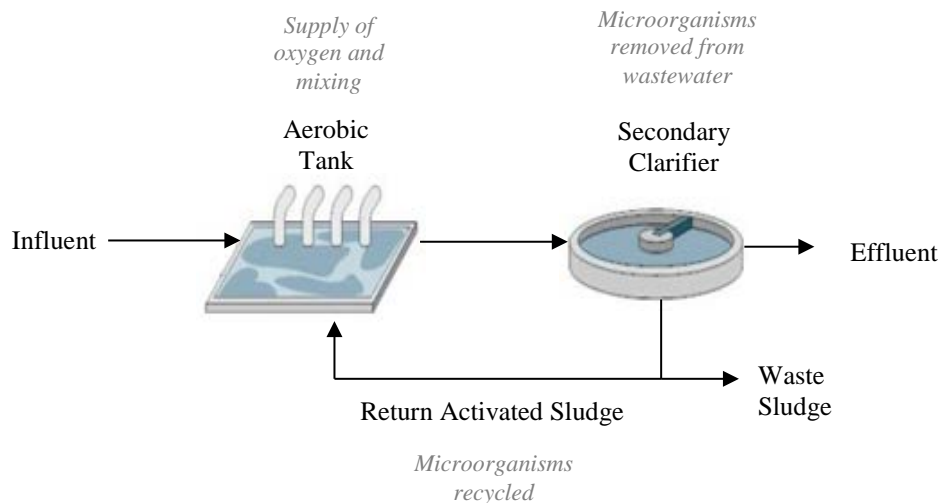 Supply of
oxygen and
mixing
Microorganisms
removed from
wastewater
Aerobic
Tank
Secondary
Clarifier
Influent
Effluent
Waste
Sludge
Return Activated Sludge
Microorganisms
recycled